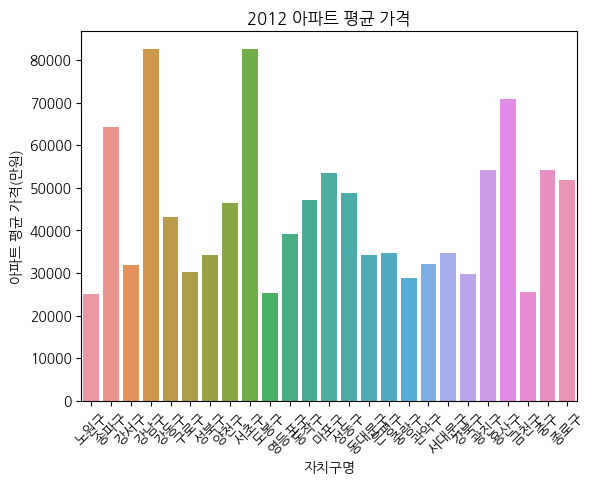 2012 아파트 평균 가격
아파트 평균 가격(만원)
80000
70000
60000
50000
40000
30000
20000
10000
0
노원구
송파구
강서구
강남구
강동구
구로구
성북구
양천구
서초구
도봉구
영등포구
동작구
마포구
성동구
동대문구
은평구
중랑구
관악구
서대문구
강북구
광진구
용산구
금천구
중구
종로구
자치구명